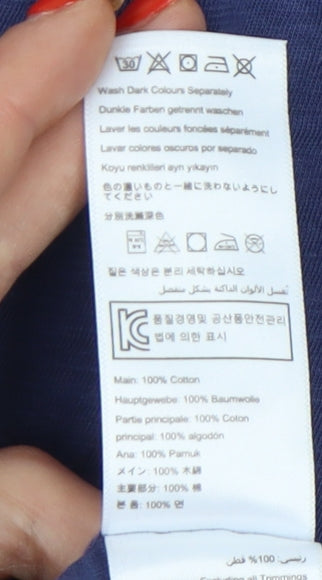 30
Wash Dark Colours Separately
Dunkle Farben getrennt waschen
Laver les couleurs foncées séparément
Lavar colores oscuros por separado
Koyu renklileri ayrı yıkayın
色の濃いものと一緒に洗わないようにし
てください
分別洗滌深色
짙은 색상은 분리 세탁하십시오
تغسل الألوان الداكنة بشكل منفصل
품질경영및 공산품안전관리
법에 의한 표시
Main: 100% Cotton
Hauptgewebe: 100% Baumwolle
Partie principale: 100% Coton
principal: 100% algodón
Ana: 100% Pamuk
メイン: 100% 木綿
主要部分: 100% 棉
본 품: 100% 면
رئيسي: 100% قطن
Excluding all Trimmings